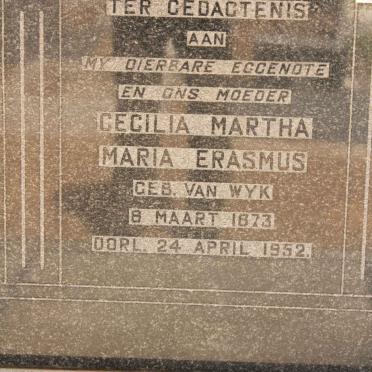 TER GEDACTENIS
AAN
MY DIERBARE EGGENOTE
EN ONS MOEDER
CECILIA MARTHA
MARIA ERASMUS
GEB. VAN WYK
8 MAART 1873
OORL. 24 APRIL 1952.